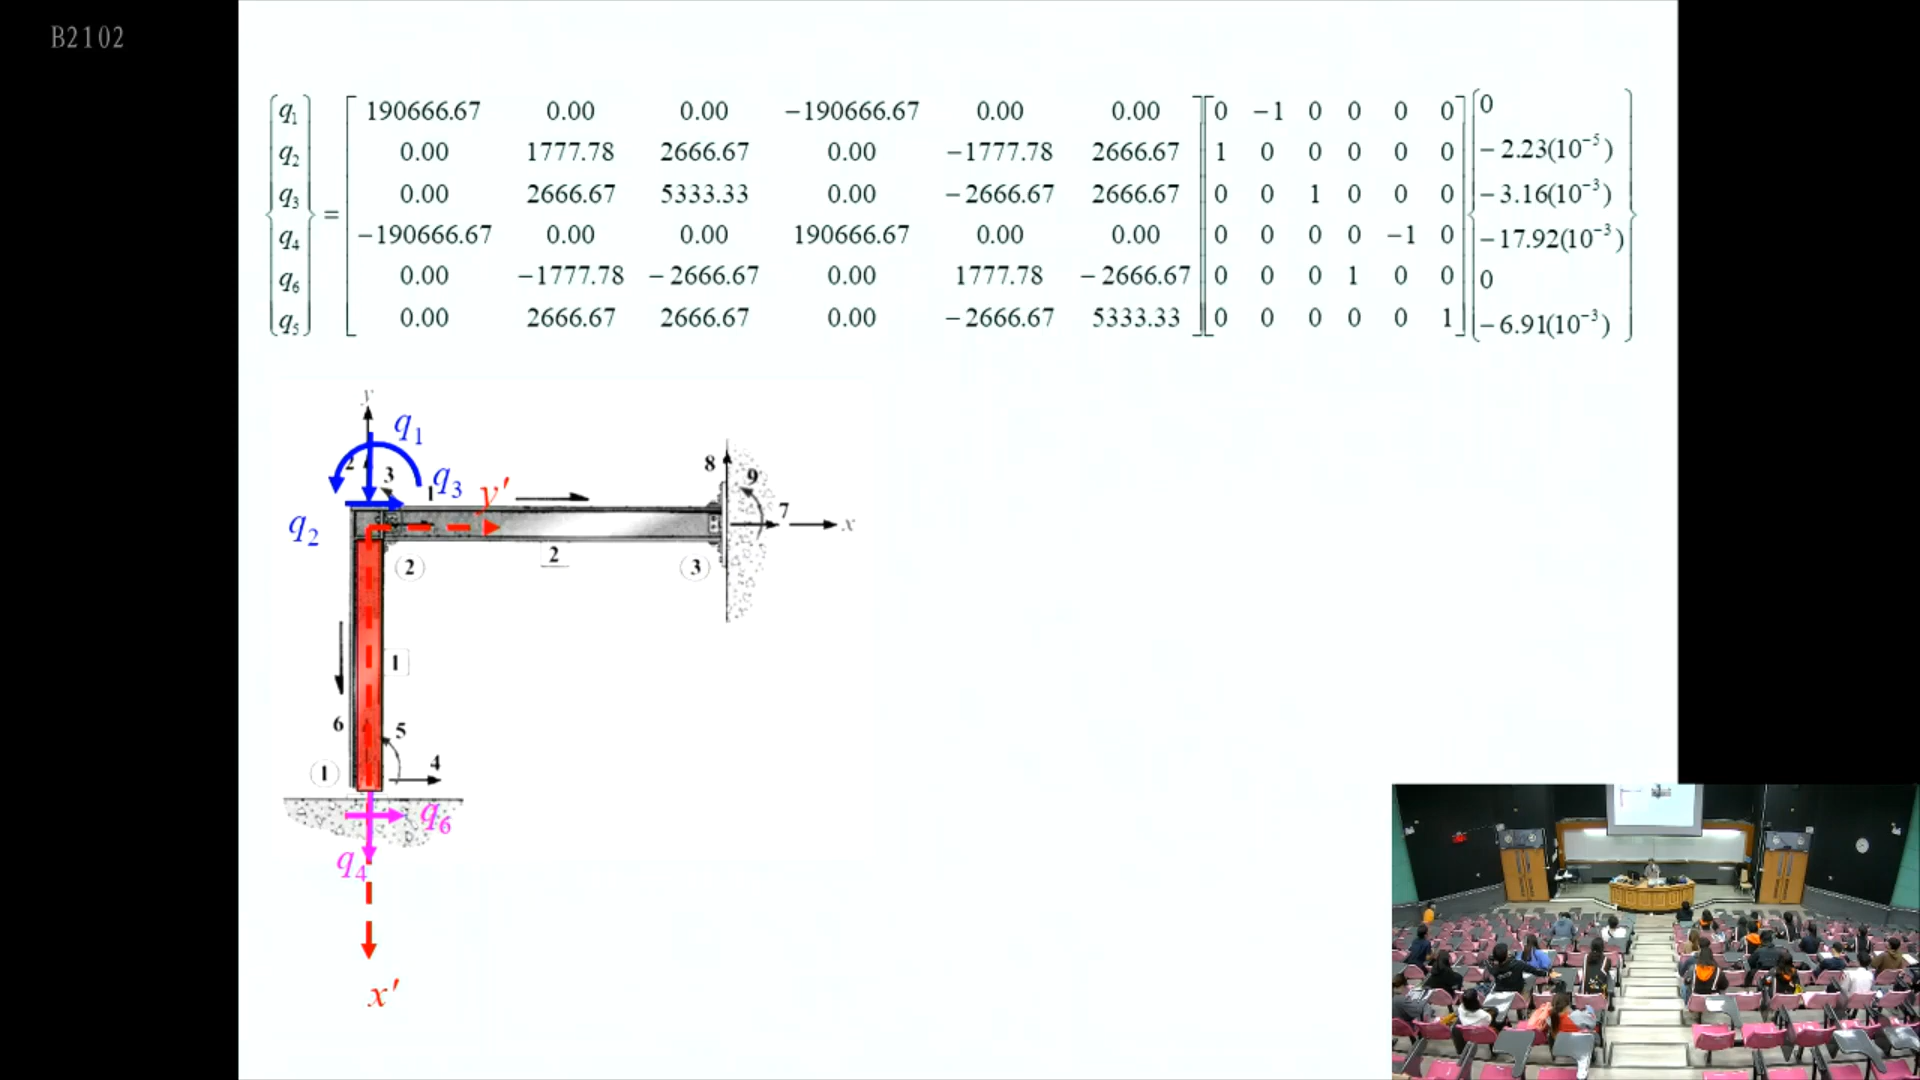 B2102
q1 190666.67 0.00 0.00 −190666.67 0.00 0.00 0 −1 0 0 0 0 0
q2 0.00 1777.78 2666.67 0.00 −1777.78 2666.67 1 0 0 0 0 0 −2.23(10⁻⁵)
q3 0.00 2666.67 5333.33 0.00 −2666.67 2666.67 0 0 1 0 0 0 −3.16(10⁻³)
=
q4 −190666.67 0.00 0.00 190666.67 0.00 0.00 0 0 0 0 −1 0 −17.92(10⁻³)
q6 0.00 −1777.78 −2666.67 0.00 1777.78 −2666.67 0 0 0 1 0 0 0
q5 0.00 2666.67 2666.67 0.00 −2666.67 5333.33 0 0 0 0 0 1 −6.91(10⁻³)
y
q1
2 3 1 q3 y′ 8 9
q2 7 x
2 2 3
1
6 5
1 4
q6
q4
x′